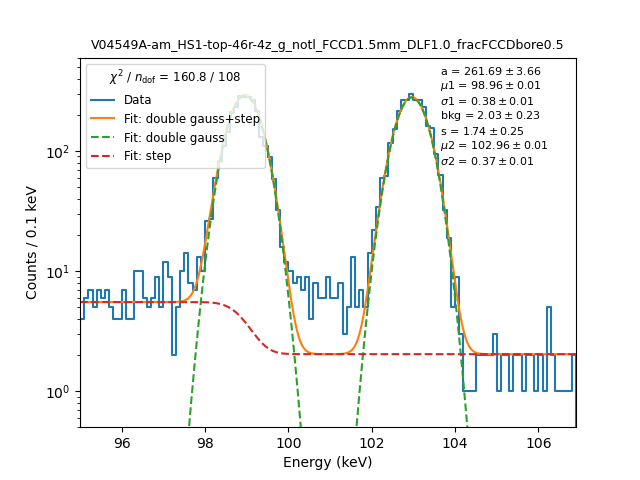 V04549A-am_HS1-top-46r-4z_g_notl_FCCD1.5mm_DLF1.0_fracFCCDbore0.5
χ² / n_dof = 160.8 / 108
Data
Fit: double gauss+step
Fit: double gauss
Fit: step
a = 261.69 ± 3.66
μ1 = 98.96 ± 0.01
σ1 = 0.38 ± 0.01
bkg = 2.03 ± 0.23
s = 1.74 ± 0.25
μ2 = 102.96 ± 0.01
σ2 = 0.37 ± 0.01
Counts / 0.1 keV
10²
10¹
10⁰
96 98 100 102 104 106
Energy (keV)